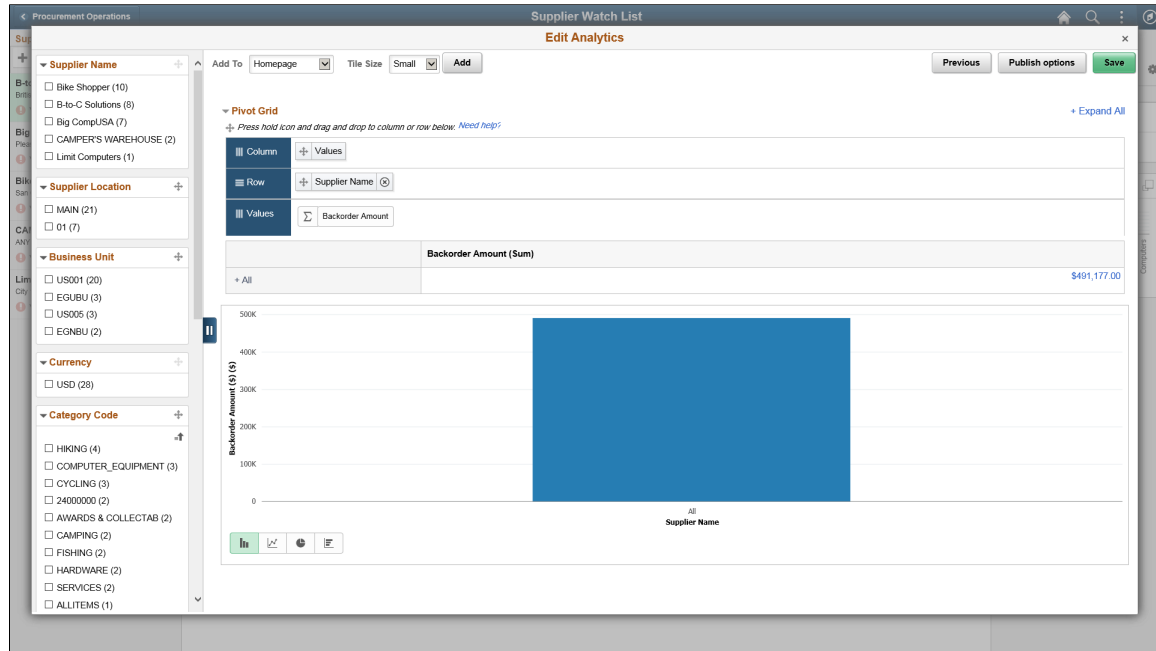 Procurement Operations
Supplier Watch List
Edit Analytics
×
Supplier Name
Bike Shopper (10)
B-to-C Solutions (8)
Big CompUSA (7)
CAMPER'S WAREHOUSE (2)
Limit Computers (1)
Supplier Location
MAIN (21)
01 (7)
Business Unit
US001 (20)
EGUBU (3)
US005 (3)
EGNBU (2)
Currency
USD (28)
Category Code
HIKING (4)
COMPUTER_EQUIPMENT (3)
CYCLING (3)
24000000 (2)
AWARDS & COLLECTAB (2)
CAMPING (2)
FISHING (2)
HARDWARE (2)
SERVICES (2)
ALLITEMS (1)
Add To Homepage Tile Size Small Add
Previous Publish options Save
Pivot Grid
+ Expand All
Press hold icon and drag and drop to column or row below. Need help?
Column Values
Row Supplier Name
Values Σ Backorder Amount
Backorder Amount (Sum)
+ All $491,177.00
Backorder Amount ($) ($)
500K
400K
300K
200K
100K
0
All
Supplier Name
Computers